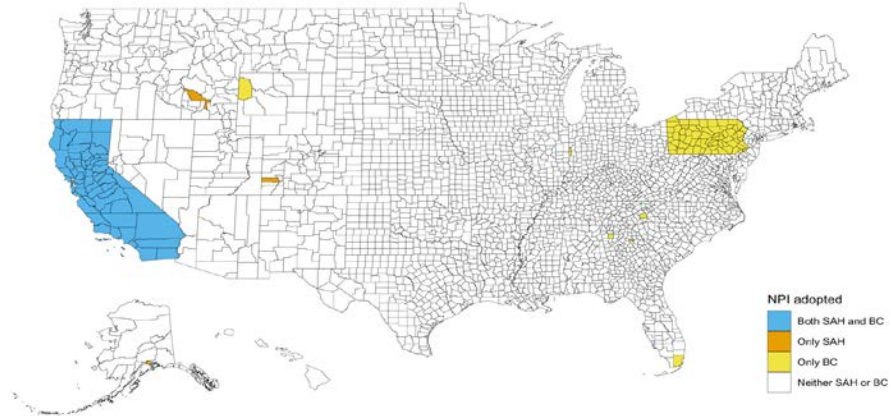 NPI adopted
Both SAH and BC
Only SAH
Only BC
Neither SAH or BC